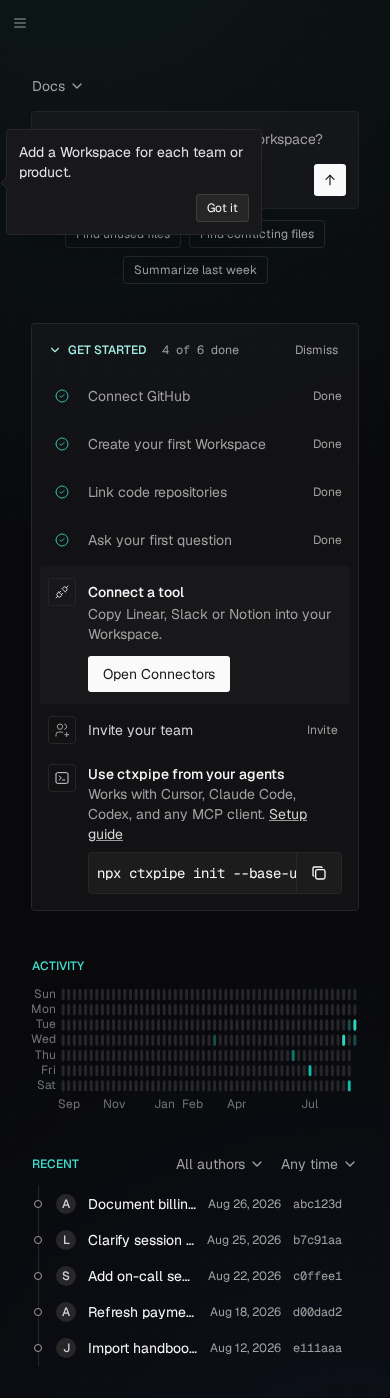 Docs
orkspace?
Add a Workspace for each team or
product.
Got it
Find unused files
Find conflicting files
Summarize last week
GET STARTED 4 of 6 done Dismiss
Connect GitHub Done
Create your first Workspace Done
Link code repositories Done
Ask your first question Done
Connect a tool
Copy Linear, Slack or Notion into your
Workspace.
Open Connectors
Invite your team Invite
Use ctxpipe from your agents
Works with Cursor, Claude Code,
Codex, and any MCP client. Setup
guide
npx ctxpipe init --base-u
ACTIVITY
Sun
Mon
Tue
Wed
Thu
Fri
Sat
Sep Nov Jan Feb Apr Jul
RECENT All authors Any time
A Document billin... Aug 26, 2026 abc123d
L Clarify session ... Aug 25, 2026 b7c91aa
S Add on-call se... Aug 22, 2026 c0ffee1
A Refresh payme... Aug 18, 2026 d00dad2
J Import handboo... Aug 12, 2026 e111aaa